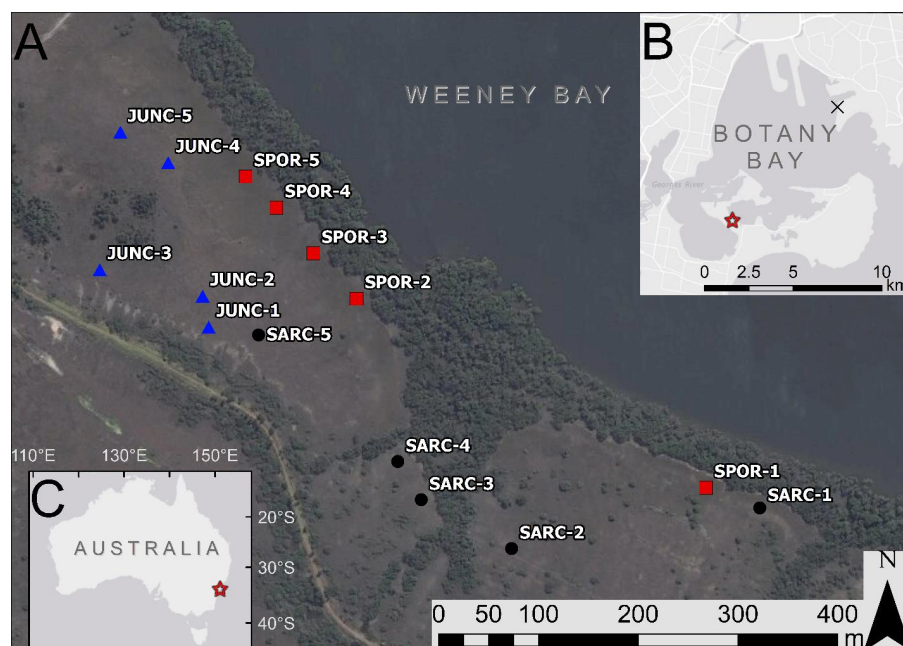 A
WEENEY BAY
JUNC-5
JUNC-4
SPOR-5
SPOR-4
SPOR-3
JUNC-3
JUNC-2
SPOR-2
JUNC-1
SARC-5
SARC-4
SARC-3
SPOR-1
SARC-1
SARC-2
B
BOTANY
BAY
Georges River
0 2.5 5 10
km
110°E 130°E 150°E
C
AUSTRALIA
20°S
30°S
40°S
N
0 50 100 200 300 400
m